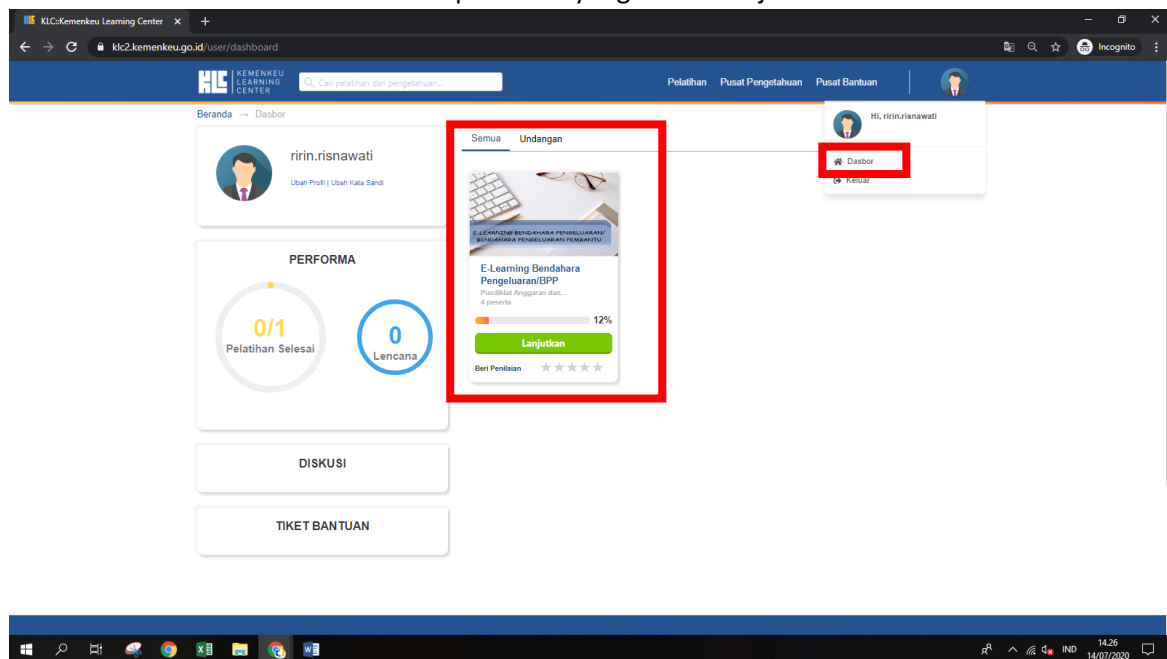 KLC::Kemenkeu Learning Center
klc2.kemenkeu.go.id/user/dashboard
Incognito
KLC
KEMENKEU
LEARNING
CENTER
Cari pelatihan dan pengetahuan...
Pelatihan Pusat Pengetahuan Pusat Bantuan
Beranda → Dasbor
Hi, ririn.risnawati
Dasbor
Keluar
ririn.risnawati
Ubah Profil | Ubah Kata Sandi
PERFORMA
0/1
Pelatihan Selesai
0
Lencana
DISKUSI
TIKET BANTUAN
Semua Undangan
E-LEARNING BENDAHARA PENGELUARAN/
BENDAHARA PENGELUARAN PEMBANTU
E-Learning Bendahara
Pengeluaran/BPP
Pusdiklat Anggaran dan...
4 peserta
12%
Lanjutkan
Beri Penilaian
IND
14.26
14/07/2020